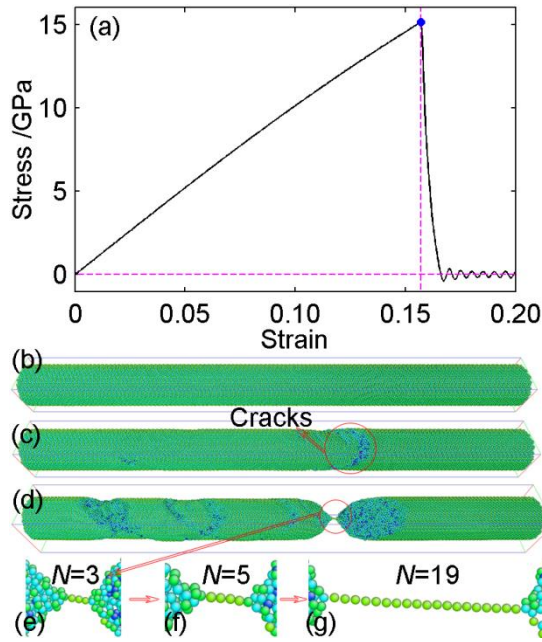 (a)
15
10
5
0
Stress /GPa
0 0.05 0.10 0.15 0.20
Strain
(b)
Cracks
(c)
(d)
N=3 N=5 N=19
(e) (f) (g)